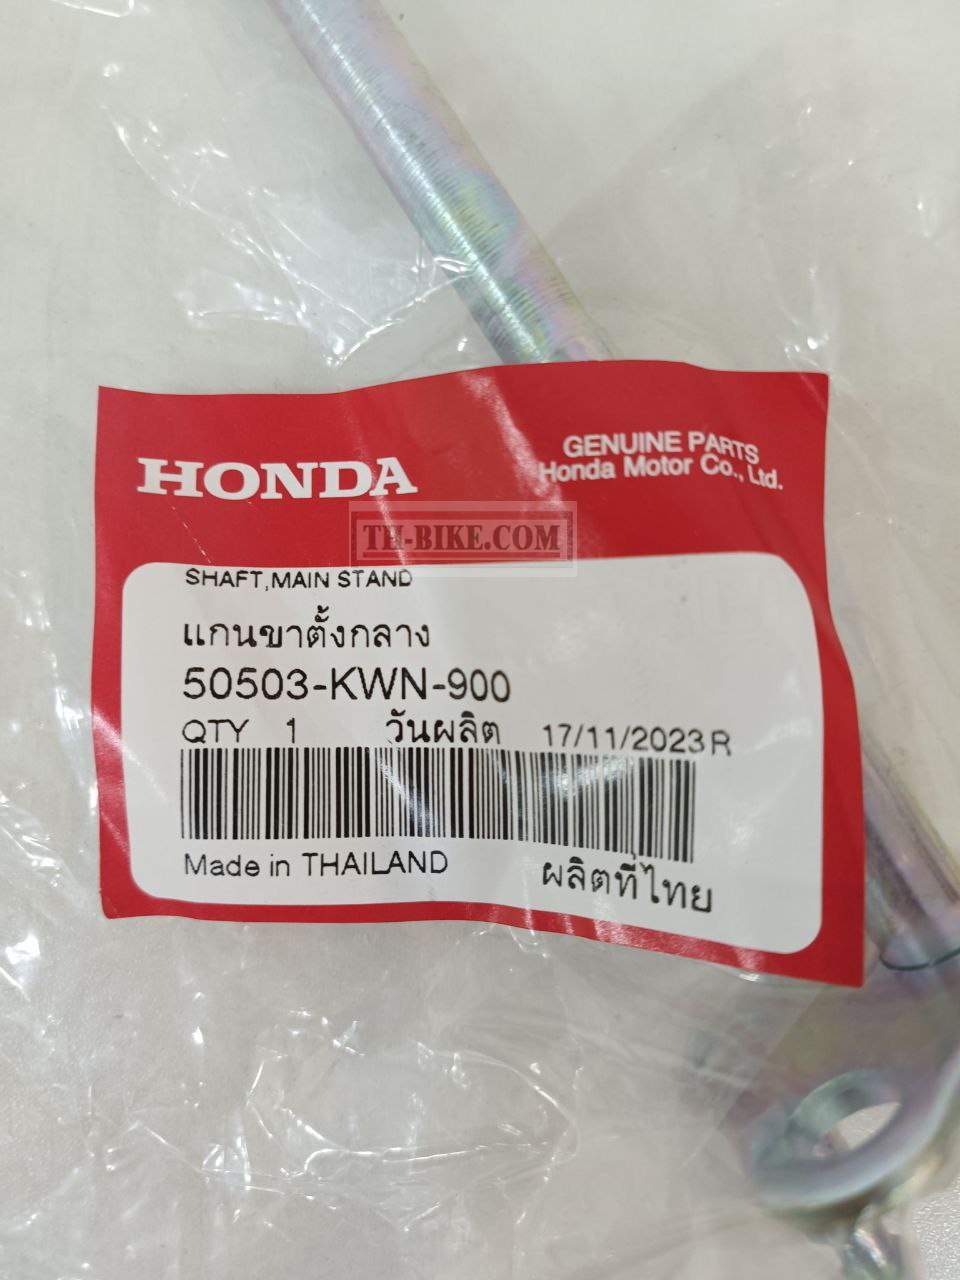 HONDA
GENUINE PARTS
Honda Motor Co., Ltd.
TH-BIKE.COM
SHAFT,MAIN STAND
แกนขาตั้งกลาง
50503-KWN-900
QTY 1 วันผลิต 17/11/2023R
Made in THAILAND ผลิตที่ไทย